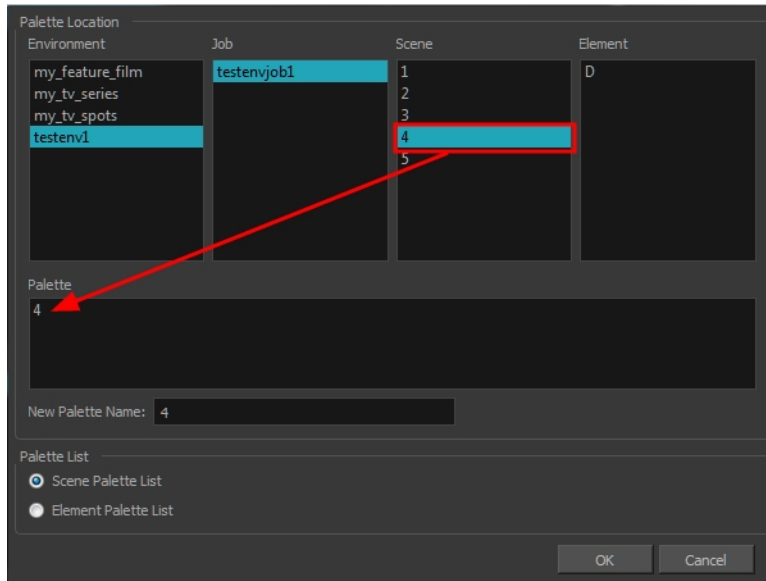 Palette Location
Environment Job Scene Element
my_feature_film testenvjob1 1 D
my_tv_series 2
my_tv_spots 3
testenv1 4
5
Palette
4
New Palette Name: 4
Palette List
Scene Palette List
Element Palette List
OK Cancel